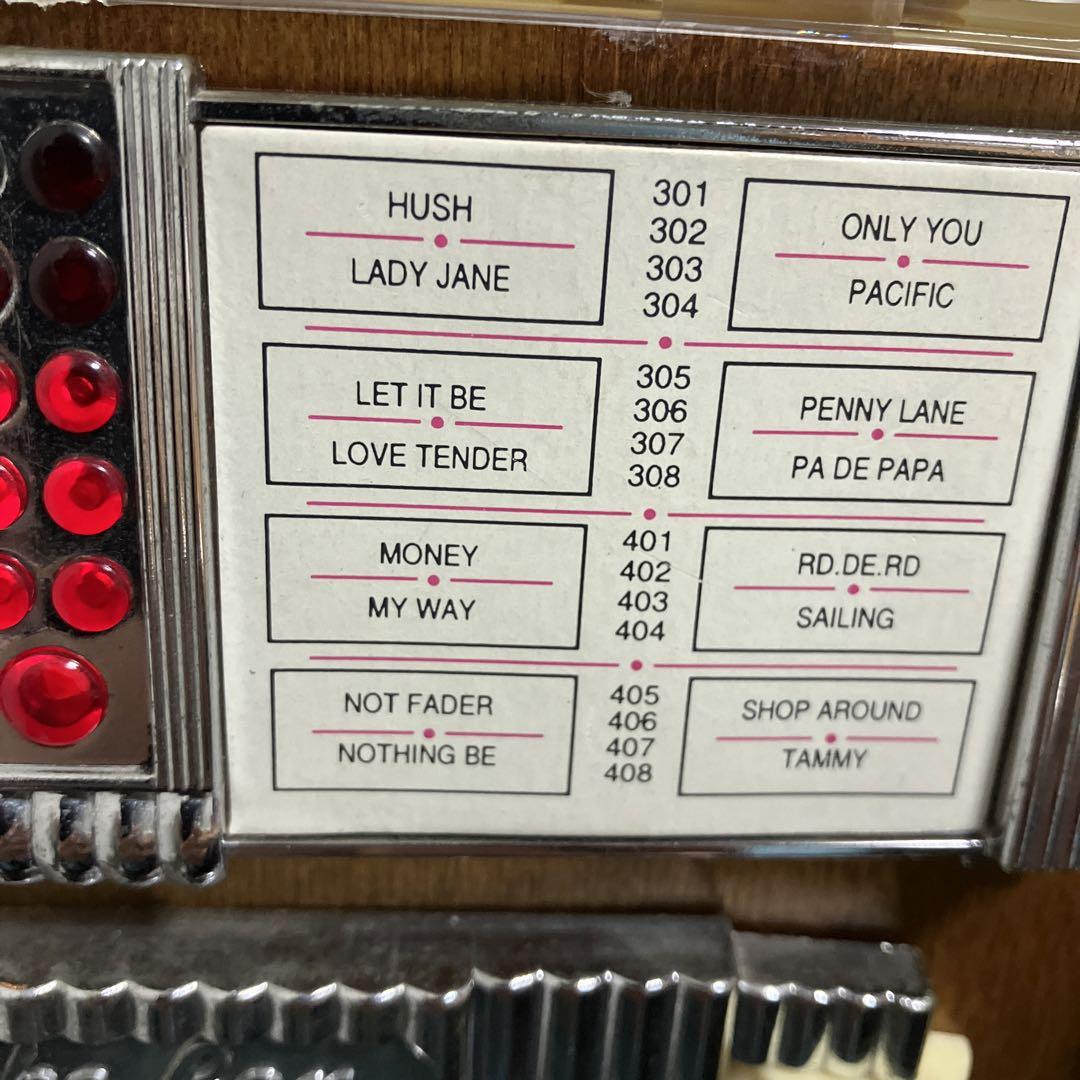 HUSH
LADY JANE
301
302
303
304
ONLY YOU
PACIFIC
LET IT BE
LOVE TENDER
305
306
307
308
PENNY LANE
PA DE PAPA
MONEY
MY WAY
401
402
403
404
RD.DE.RD
SAILING
NOT FADER
NOTHING BE
405
406
407
408
SHOP AROUND
TAMMY